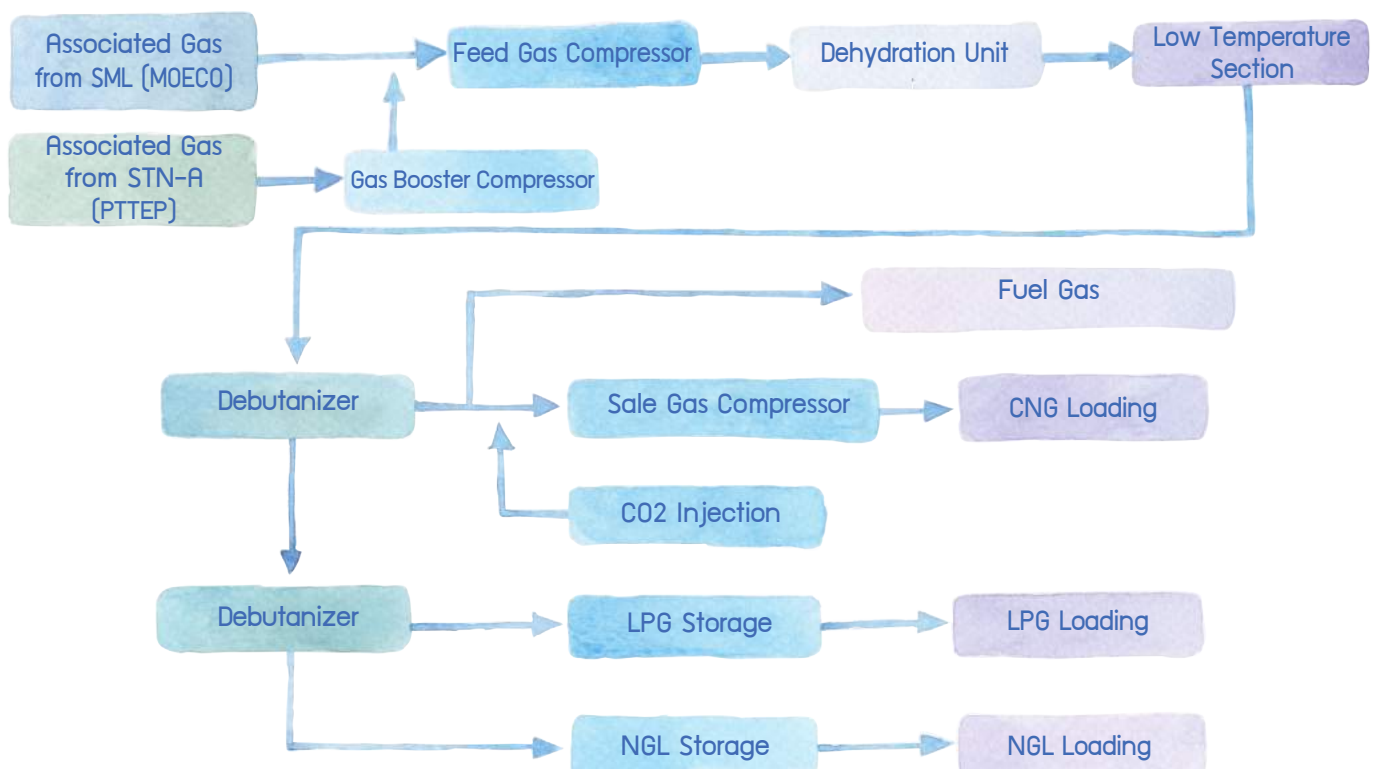 Associated Gas
from SML (MOECO)
Feed Gas Compressor
Dehydration Unit
Low Temperature
Section
Associated Gas
from STN-A
(PTTEP)
Gas Booster Compressor
Fuel Gas
Debutanizer
Sale Gas Compressor
CNG Loading
CO2 Injection
Debutanizer
LPG Storage
LPG Loading
NGL Storage
NGL Loading